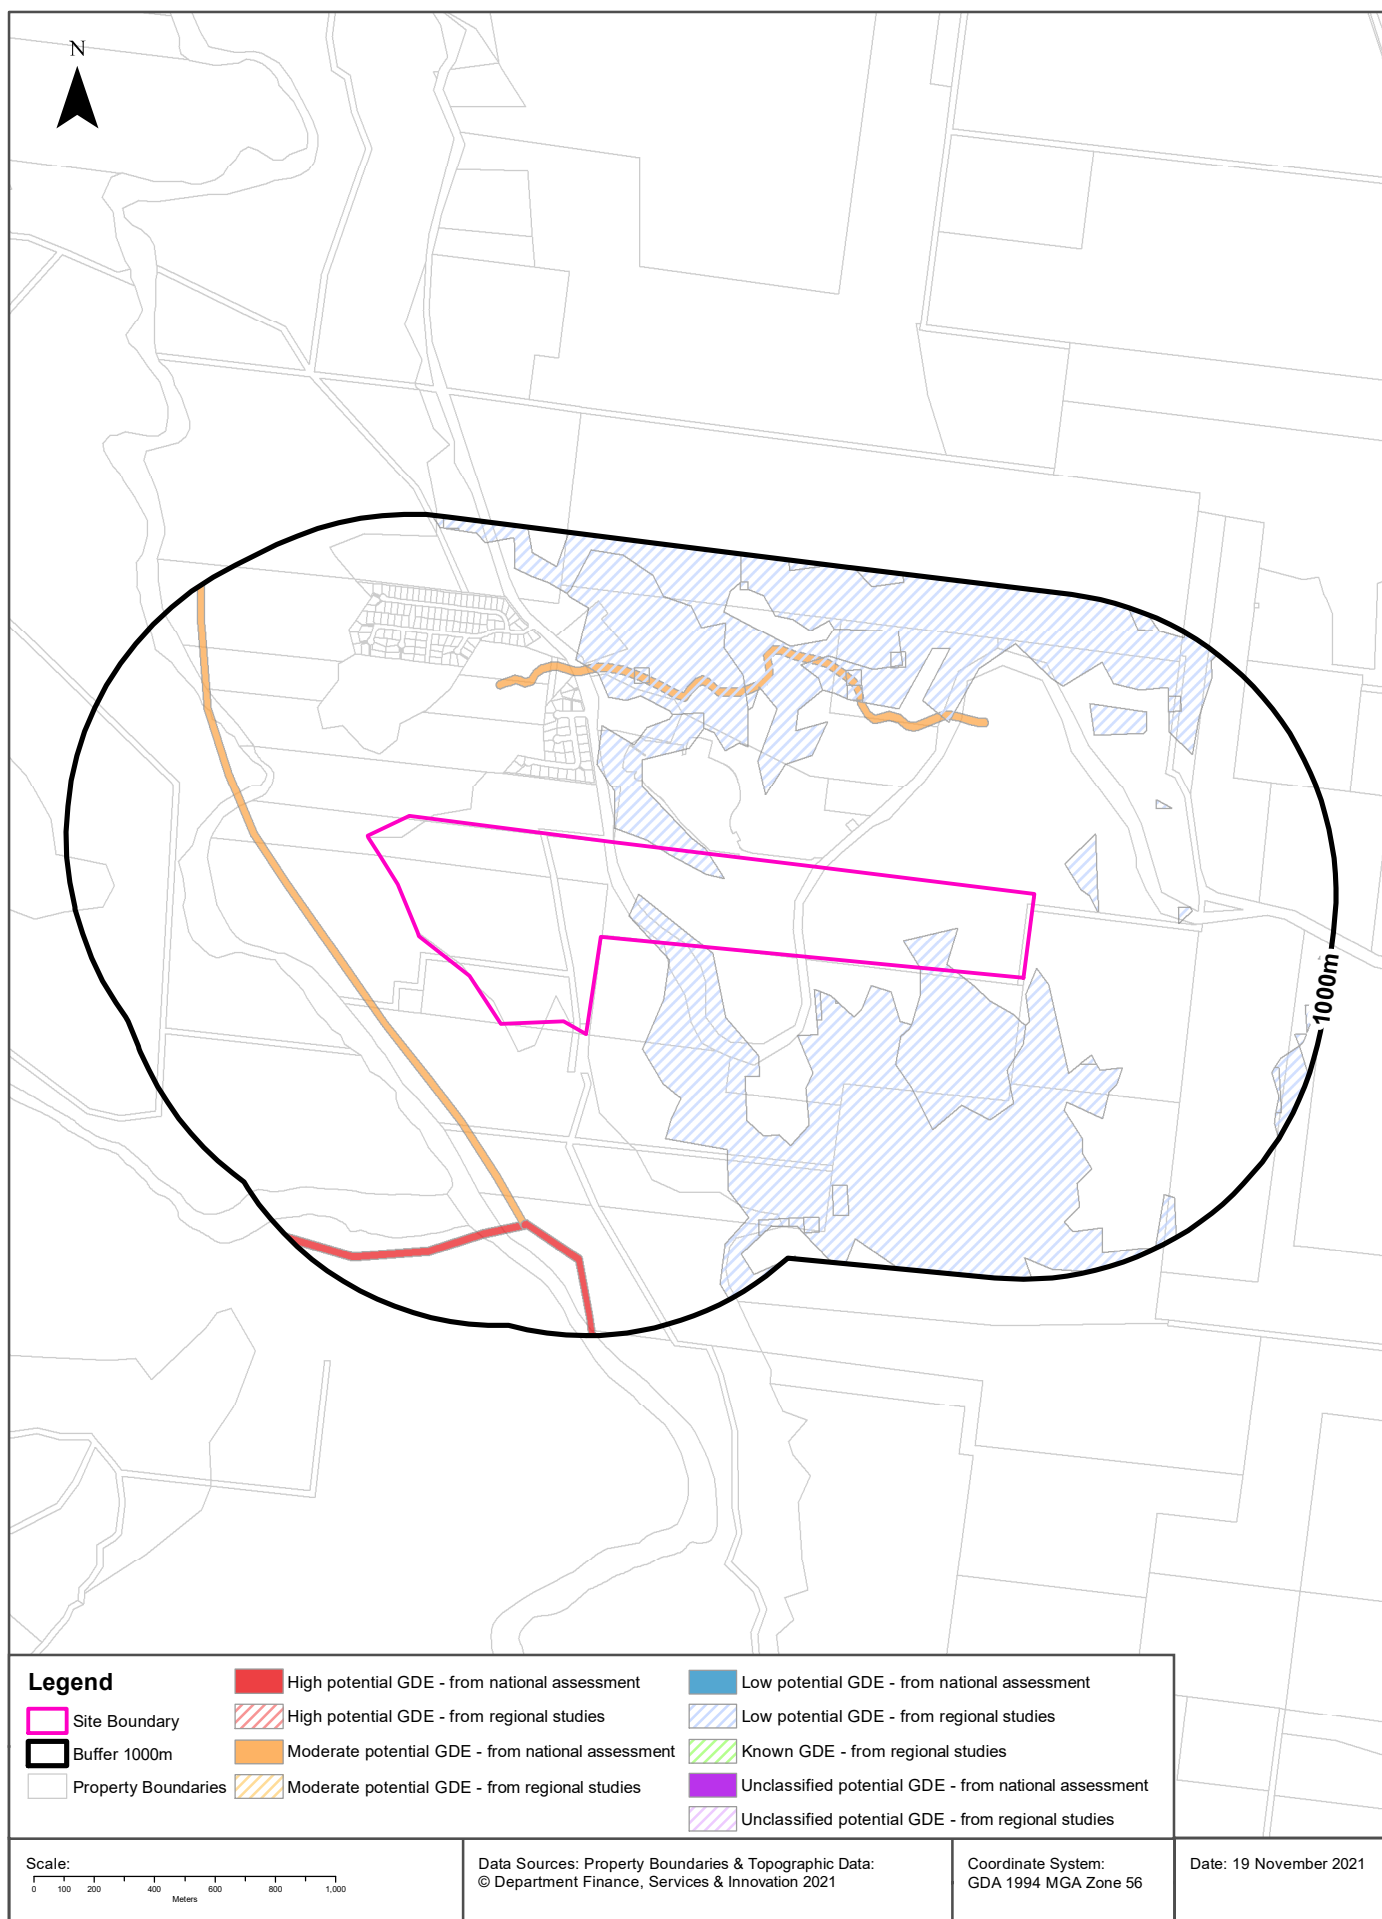 N
1000m
Legend
Site Boundary
Buffer 1000m
Property Boundaries
High potential GDE - from national assessment
High potential GDE - from regional studies
Moderate potential GDE - from national assessment
Moderate potential GDE - from regional studies
Low potential GDE - from national assessment
Low potential GDE - from regional studies
Known GDE - from regional studies
Unclassified potential GDE - from national assessment
Unclassified potential GDE - from regional studies
Scale:
0 100 200 400 600 800 1,000
Meters
Data Sources: Property Boundaries & Topographic Data:
© Department Finance, Services & Innovation 2021
Coordinate System:
GDA 1994 MGA Zone 56
Date: 19 November 2021